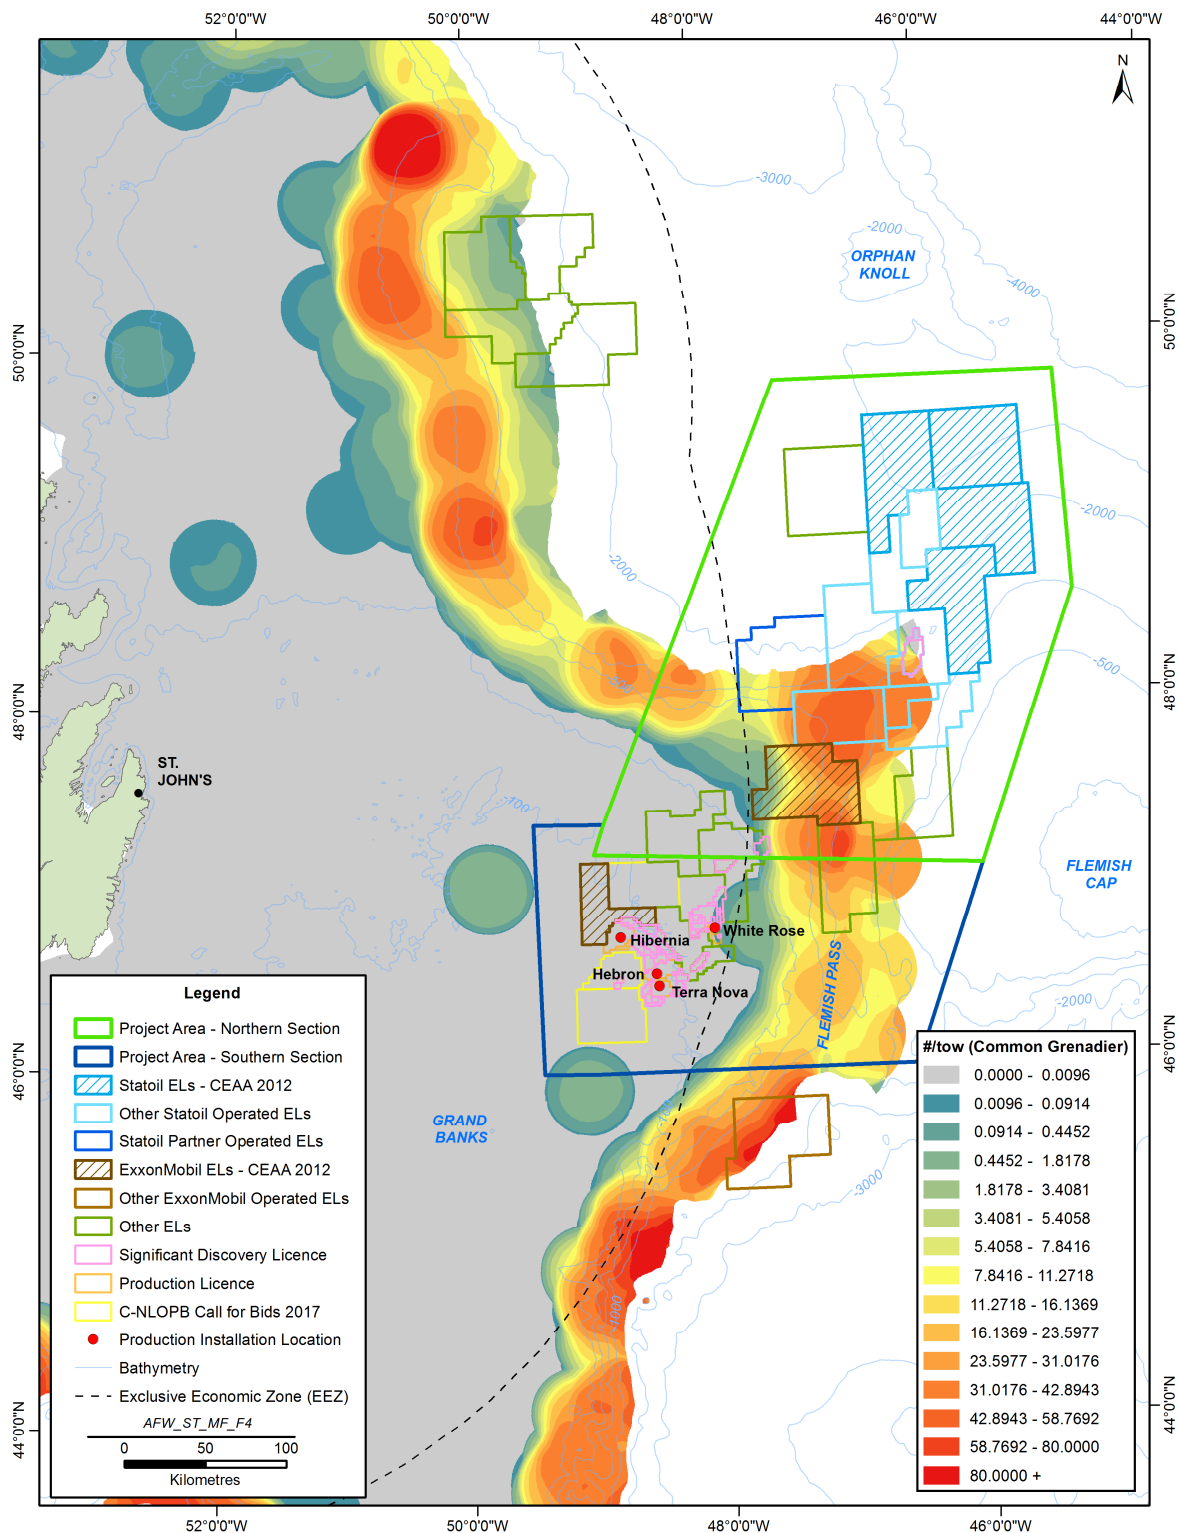 52°0'0"W
50°0'0"W
48°0'0"W
46°0'0"W
44°0'0"W
N
-3000
-2000
ORPHAN
KNOLL
-4000
50°0'0"N
50°0'0"N
-2000
-2000
-500
-500
48°0'0"N
48°0'0"N
ST.
JOHN'S
-100
FLEMISH
CAP
White Rose
Hibernia
Hebron
Terra Nova
FLEMISH PASS
-2000
46°0'0"N
46°0'0"N
GRAND
BANKS
-3000
-1000
44°0'0"N
44°0'0"N
Legend
Project Area - Northern Section
Project Area - Southern Section
Statoil ELs - CEAA 2012
Other Statoil Operated ELs
Statoil Partner Operated ELs
ExxonMobil ELs - CEAA 2012
Other ExxonMobil Operated ELs
Other ELs
Significant Discovery Licence
Production Licence
C-NLOPB Call for Bids 2017
Production Installation Location
Bathymetry
Exclusive Economic Zone (EEZ)
AFW_ST_MF_F4
0 50 100
Kilometres
#/tow (Common Grenadier)
0.0000 - 0.0096
0.0096 - 0.0914
0.0914 - 0.4452
0.4452 - 1.8178
1.8178 - 3.4081
3.4081 - 5.4058
5.4058 - 7.8416
7.8416 - 11.2718
11.2718 - 16.1369
16.1369 - 23.5977
23.5977 - 31.0176
31.0176 - 42.8943
42.8943 - 58.7692
58.7692 - 80.0000
80.0000 +
52°0'0"W
50°0'0"W
48°0'0"W
46°0'0"W